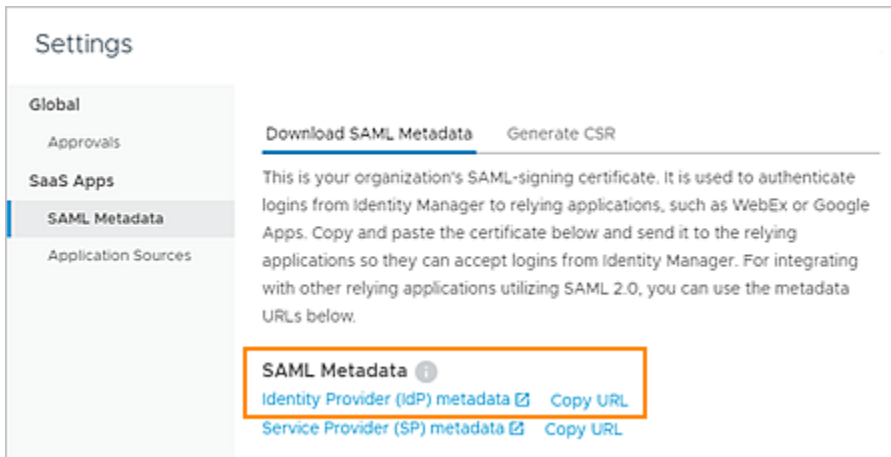 Settings
Global
Approvals
SaaS Apps
SAML Metadata
Application Sources
Download SAML Metadata Generate CSR
This is your organization's SAML-signing certificate. It is used to authenticate
logins from Identity Manager to relying applications, such as WebEx or Google
Apps. Copy and paste the certificate below and send it to the relying
applications so they can accept logins from Identity Manager. For integrating
with other relying applications utilizing SAML 2.0, you can use the metadata
URLs below.
SAML Metadata
Identity Provider (IdP) metadata Copy URL
Service Provider (SP) metadata Copy URL